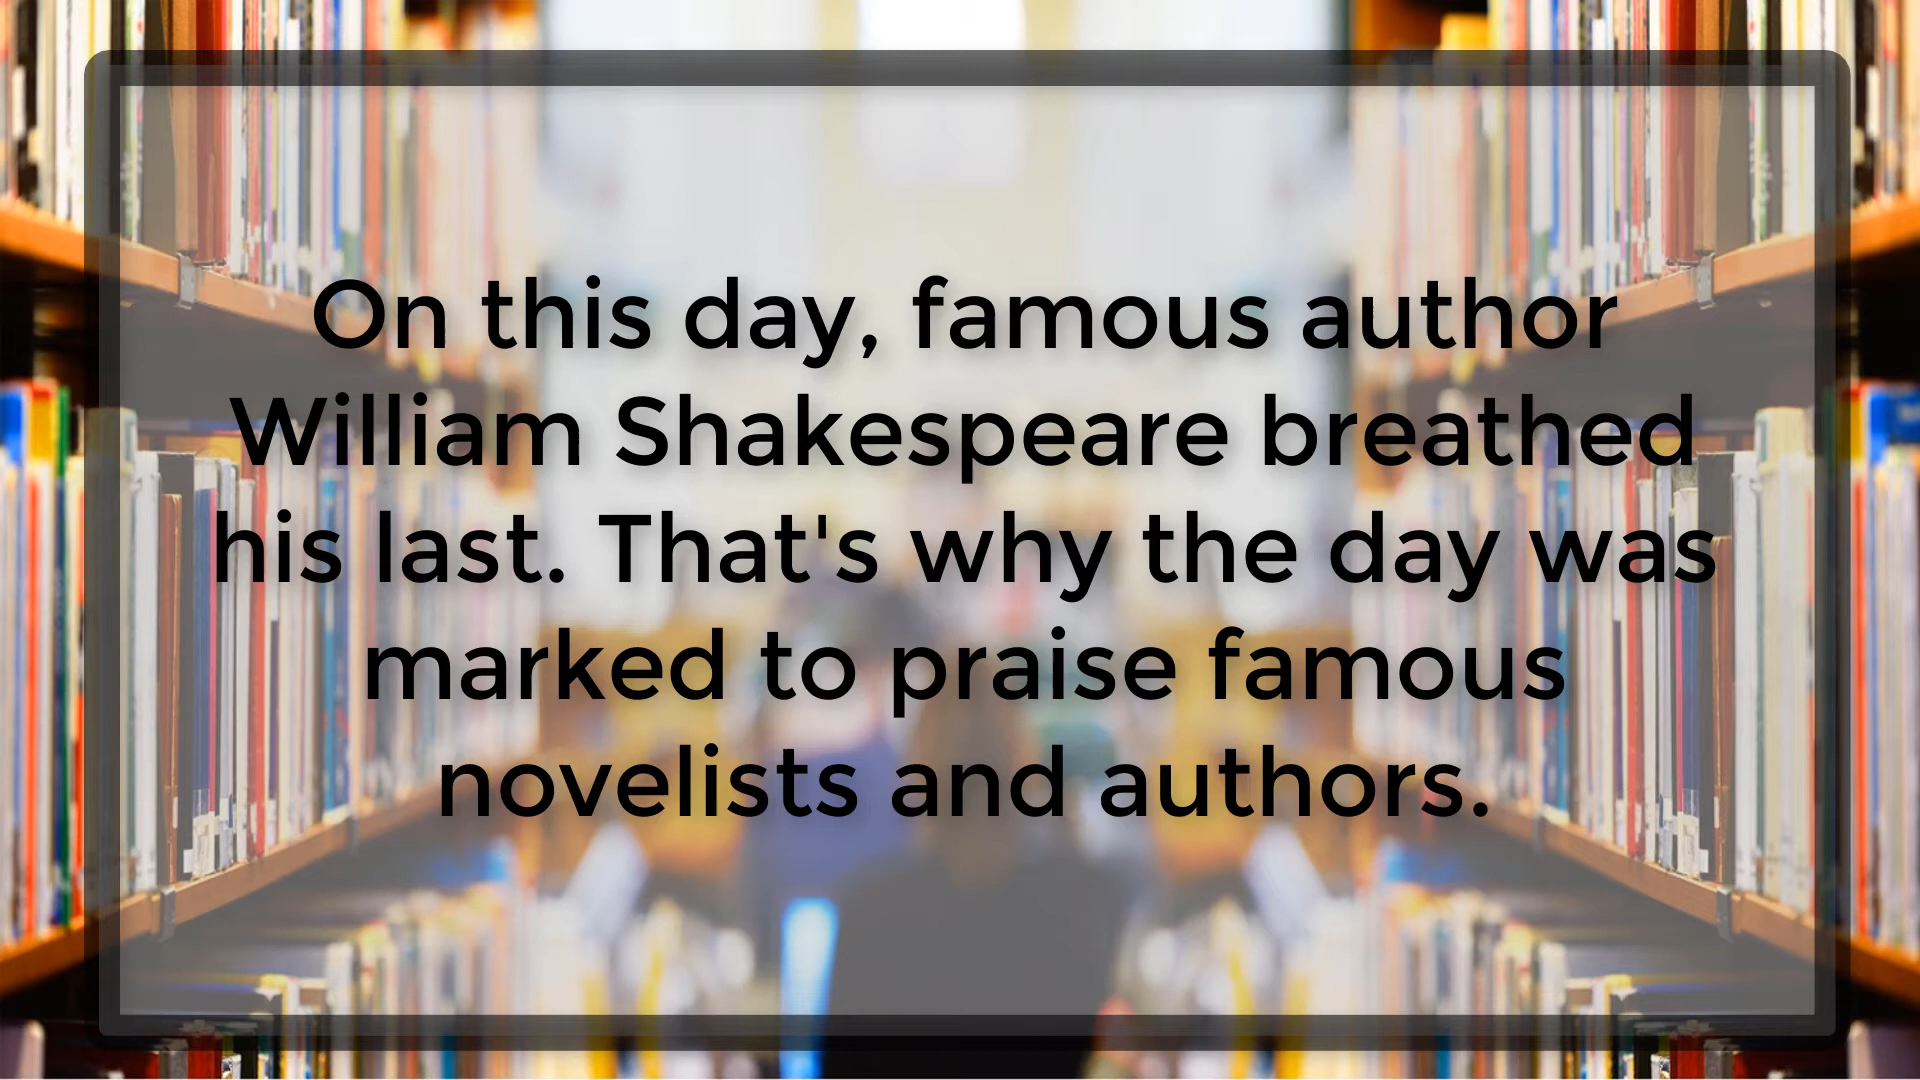 On this day, famous author
William Shakespeare breathed
his last. That's why the day was
marked to praise famous
novelists and authors.